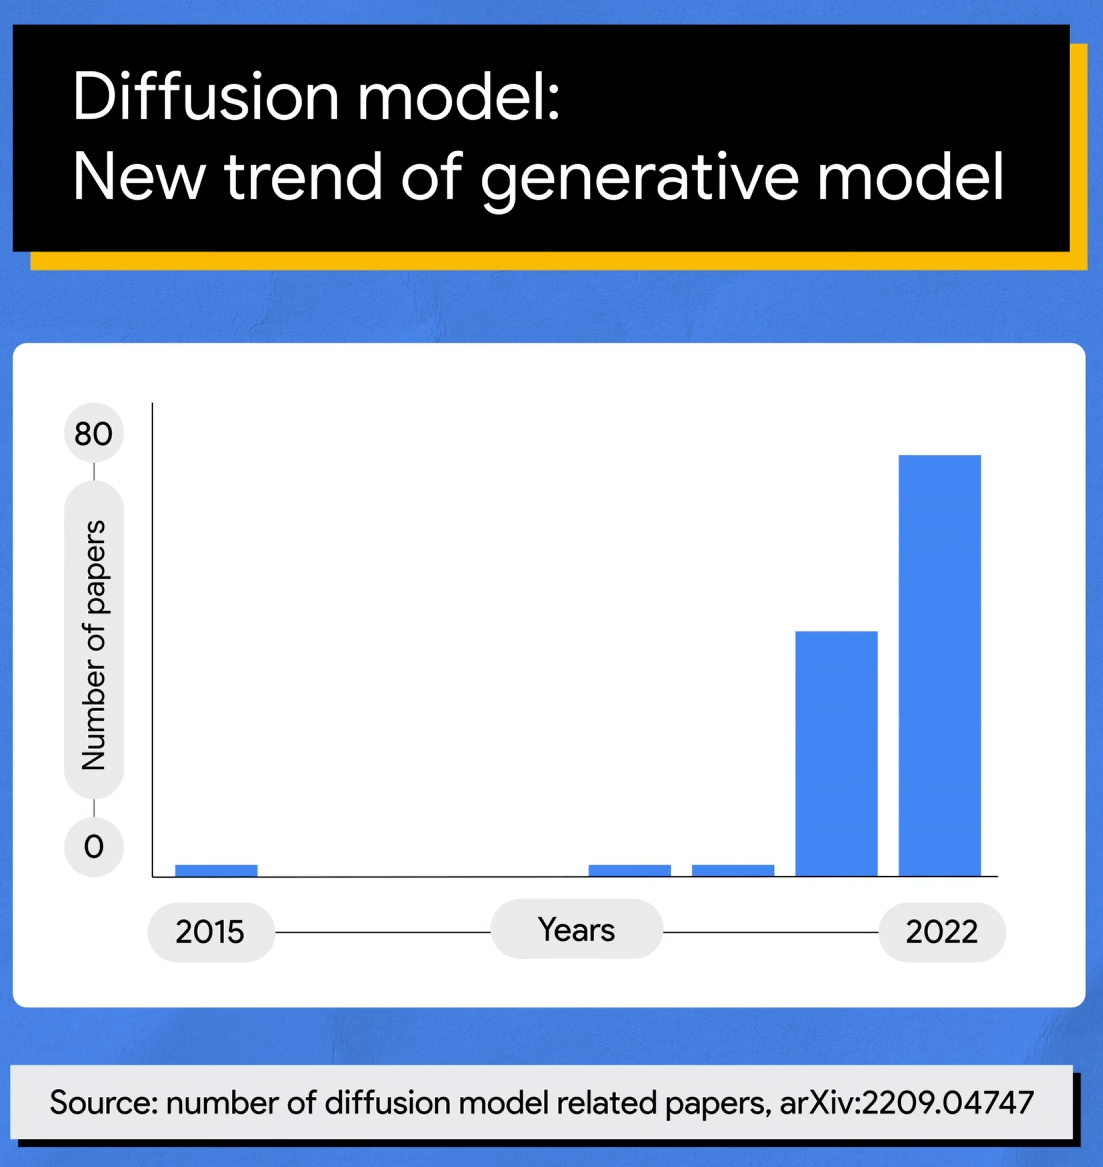 Diffusion model:
New trend of generative model
80
Number of papers
0
2015
Years
2022
Source: number of diffusion model related papers, arXiv:2209.04747